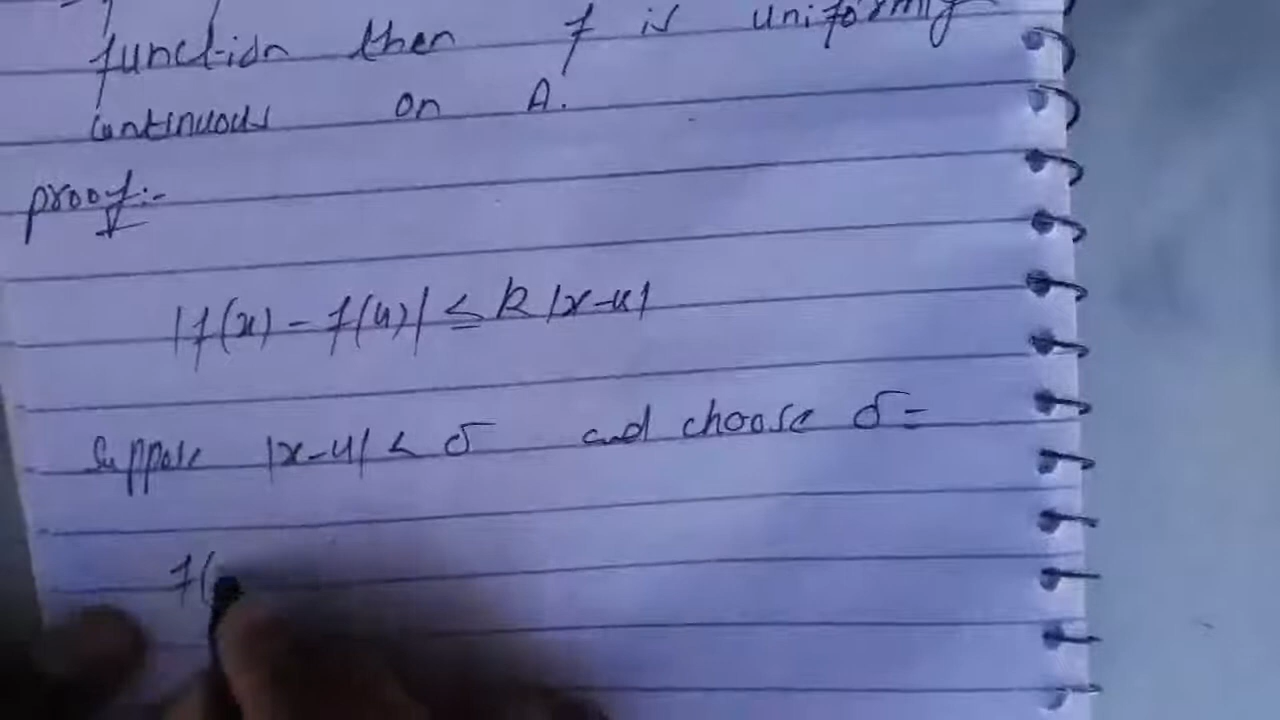 function then f is uniformly
continuous on A.
proof:-
|f(x) - f(u)| ≤ k |x-u|
Suppose |x-u| < δ and choose δ =
f(